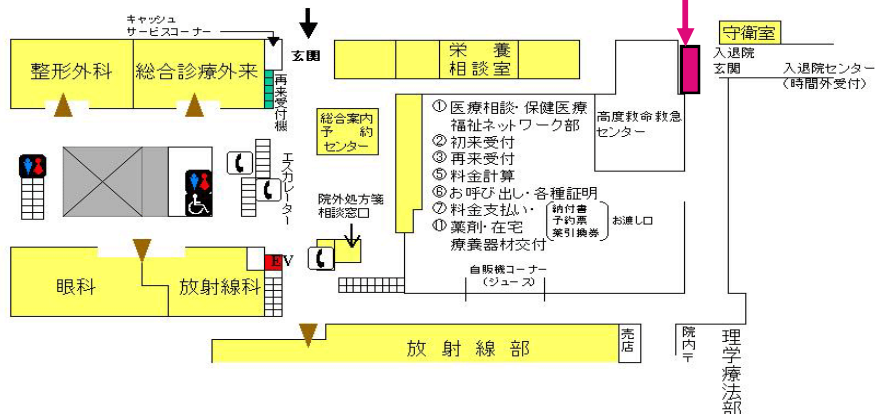 キャッシュ
サービスコーナー
玄関
守衛室
整形外科
総合診療外来
再来受付機
栄養
相談室
入退院
玄関
入退院センター
(時間外受付)
総合案内
予約
センター
①医療相談・保健医療
福祉ネットワーク部
②初来受付
③再来受付
⑤料金計算
⑥お呼び出し・各種証明
⑦料金支払い・
納付書
予約票
薬引換券
お渡し口
⑪薬剤・在宅
療養器材交付
高度救命救急
センター
エスカレーター
院外処方箋
相談窓口
EV
眼科
放射線科
自販機コーナー
(ジュース)
放射線部
売店
院内〒
理学療法部